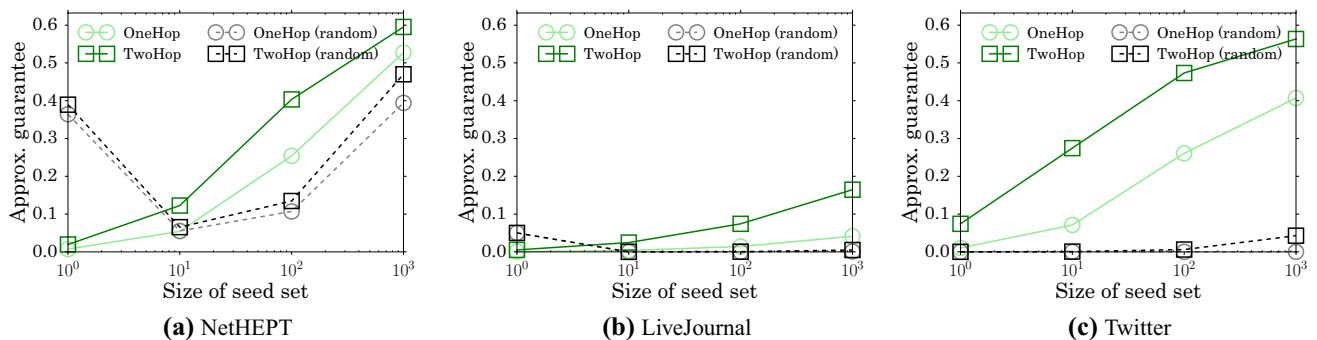 Approx. guarantee
0.6
0.5
0.4
0.3
0.2
0.1
0.0
OneHop
TwoHop
OneHop (random)
TwoHop (random)
10^0
10^1
10^2
10^3
Size of seed set
(a) NetHEPT
Approx. guarantee
0.6
0.5
0.4
0.3
0.2
0.1
0.0
OneHop
TwoHop
OneHop (random)
TwoHop (random)
10^0
10^1
10^2
10^3
Size of seed set
(b) LiveJournal
Approx. guarantee
0.6
0.5
0.4
0.3
0.2
0.1
0.0
OneHop
TwoHop
OneHop (random)
TwoHop (random)
10^0
10^1
10^2
10^3
Size of seed set
(c) Twitter